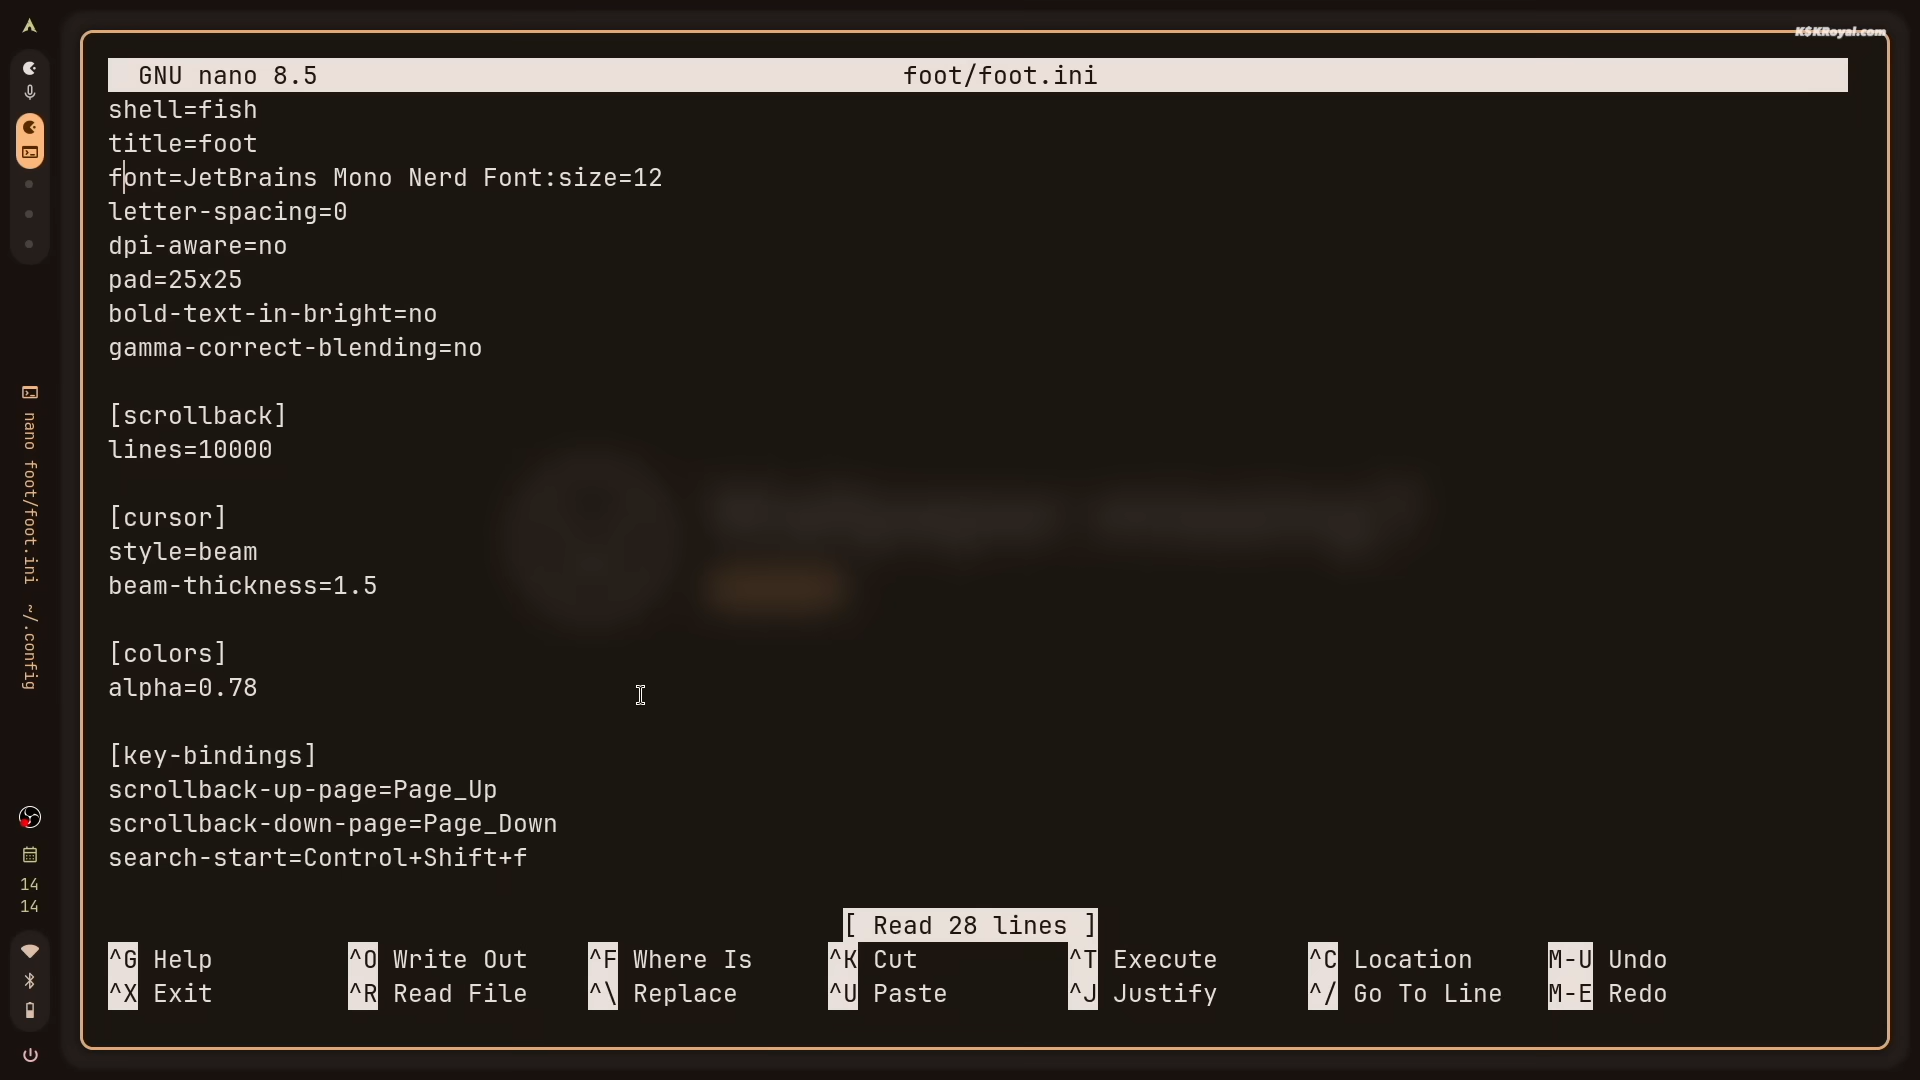 K$KRoyal.com
GNU nano 8.5 foot/foot.ini
shell=fish
title=foot
font=JetBrains Mono Nerd Font:size=12
letter-spacing=0
dpi-aware=no
pad=25x25
bold-text-in-bright=no
gamma-correct-blending=no
[scrollback]
lines=10000
[cursor]
style=beam
beam-thickness=1.5
[colors]
alpha=0.78
[key-bindings]
scrollback-up-page=Page_Up
scrollback-down-page=Page_Down
search-start=Control+Shift+f
[ Read 28 lines ]
^G Help ^O Write Out ^F Where Is ^K Cut ^T Execute ^C Location M-U Undo
^X Exit ^R Read File ^\ Replace ^U Paste ^J Justify ^/ Go To Line M-E Redo
nano foot/foot.ini ~/.config
14
14